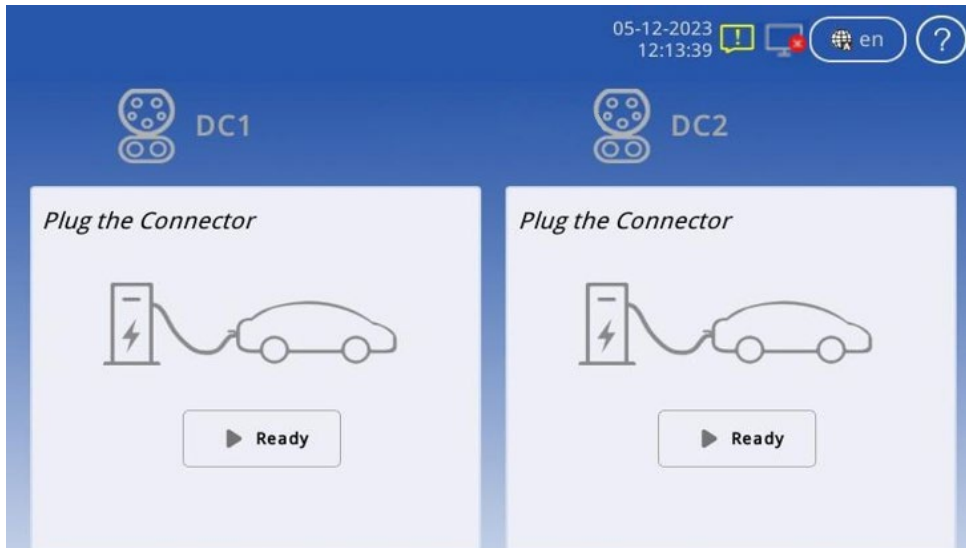 05-12-2023
12:13:39
en
?
DC1
DC2
Plug the Connector
Plug the Connector
Ready
Ready